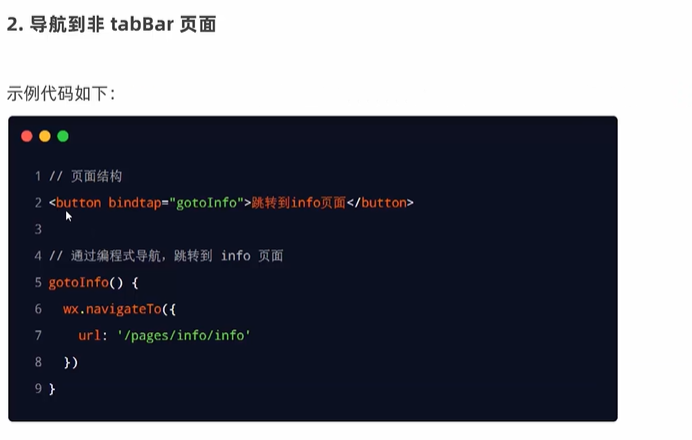 2. 导航到非 tabBar 页面
示例代码如下：
1 // 页面结构
2 <button bindtap="gotoInfo">跳转到info页面</button>
3
4 // 通过编程式导航，跳转到 info 页面
5 gotoInfo() {
6   wx.navigateTo({
7     url: '/pages/info/info'
8   })
9 }